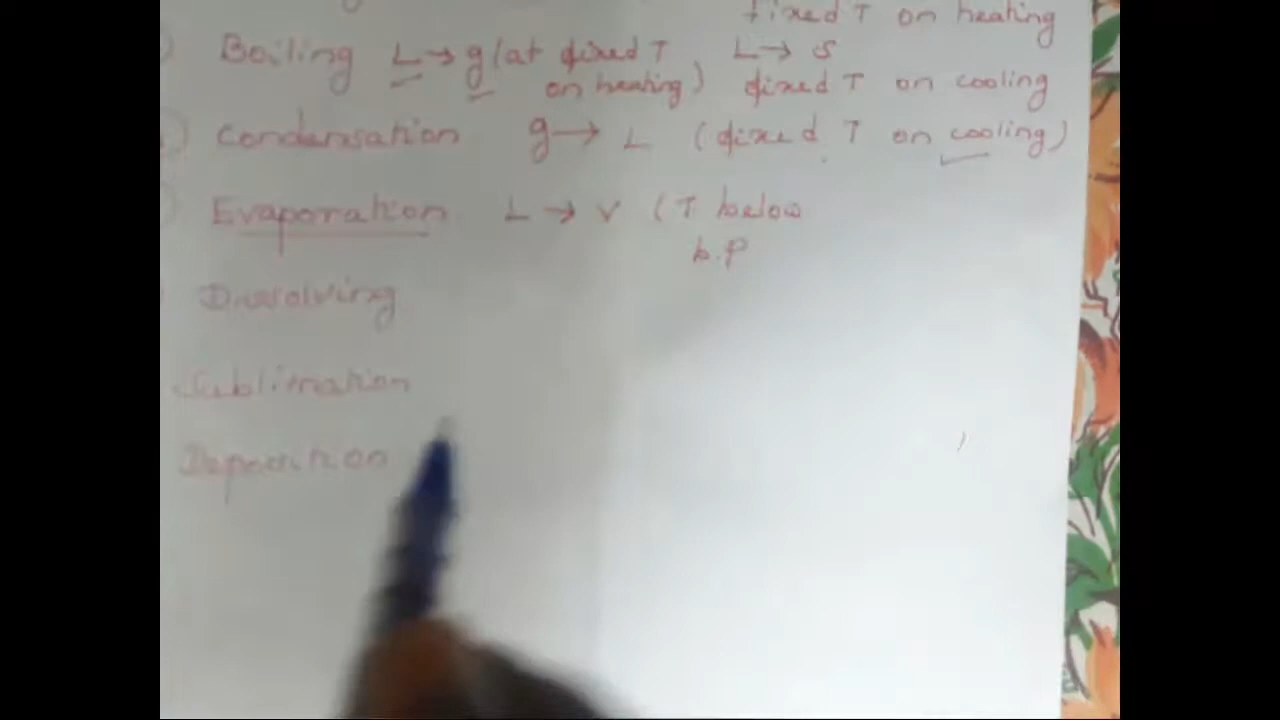 fixed T on heating
Boiling L → g (at fixed T L → S
on heating) fixed T on cooling
Condensation g → L (fixed T on cooling)
Evaporation L → V (T below
b.p
Dissolving
Sublimation
Deposition